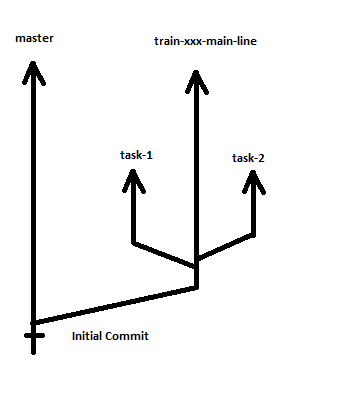 master
train-xxx-main-line
task-1
task-2
Initial Commit